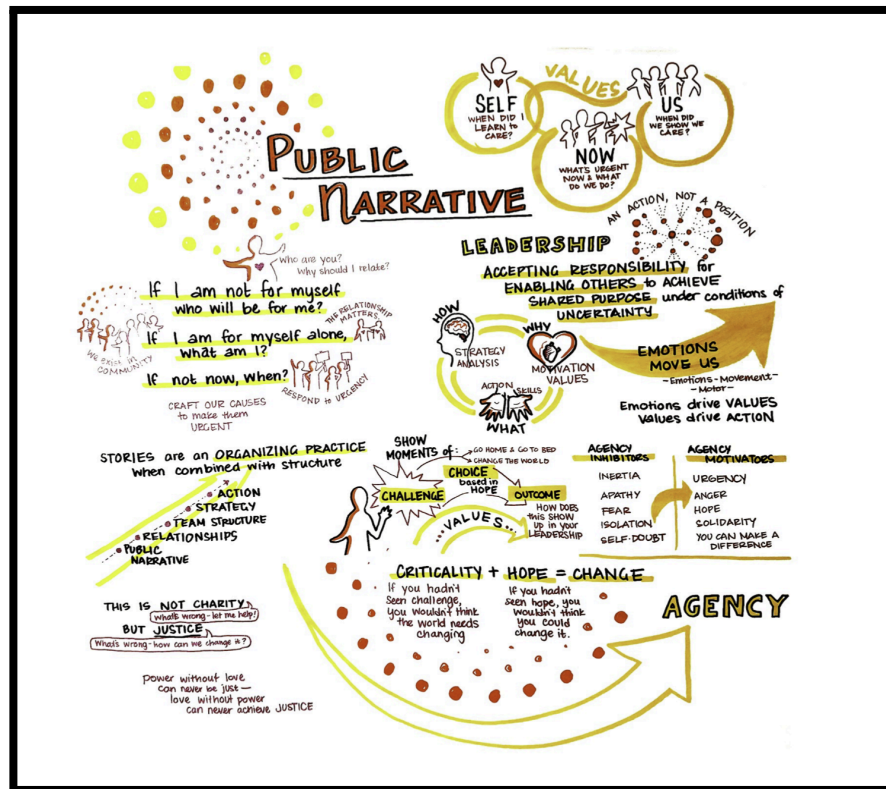 PUBLIC
NARRATIVE
VALUES
SELF
WHEN DID I
LEARN to
CARE?
US
WHEN DID
WE SHOW WE
CARE?
NOW
WHAT'S URGENT
NOW & WHAT
DO WE DO?
Who are you?
Why should I relate?
If I am not for myself
who will be for me?
THE RELATIONSHIP
MATTERS
If I am for myself alone,
what am I?
WE EXIST in
COMMUNITY
If not now, when?
RESPOND to URGENCY
CRAFT OUR CAUSES
to make them
URGENT
LEADERSHIP
AN ACTION, NOT A POSITION
ACCEPTING RESPONSIBILITY for
ENABLING OTHERS to ACHIEVE
SHARED PURPOSE under conditions of
UNCERTAINTY
HOW
STRATEGY
ANALYSIS
WHY
MOTIVATION
VALUES
ACTION
SKILLS
WHAT
EMOTIONS
MOVE US
-Emotions-Movement-
-Motor-
Emotions drive VALUES
Values drive ACTION
STORIES are an ORGANIZING PRACTICE
when combined with structure
ACTION
STRATEGY
TEAM STRUCTURE
RELATIONSHIPS
PUBLIC
NARRATIVE
SHOW
MOMENTS of:
GO HOME & GO TO BED
CHANGE THE WORLD
CHALLENGE
CHOICE
based in
HOPE
OUTCOME
...VALUES...
HOW DOES
this SHOW
UP in your
LEADERSHIP
AGENCY
INHIBITORS
INERTIA
APATHY
FEAR
ISOLATION
SELF-DOUBT
AGENCY
MOTIVATORS
URGENCY
ANGER
HOPE
SOLIDARITY
YOU CAN MAKE A
DIFFERENCE
CRITICALITY + HOPE = CHANGE
If you hadn't
seen challenge,
you wouldn't think
the world needs
changing
If you hadn't
seen hope, you
wouldn't think
you could
change it.
AGENCY
THIS IS NOT CHARITY
What's wrong-let me help!
BUT JUSTICE
What's wrong-how can we change it?
power without love
can never be just—
love without power
can never achieve JUSTICE